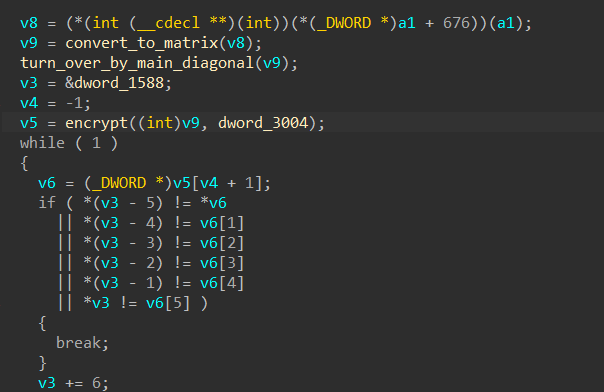 v8 = (*(int (__cdecl **)(int))(*(_DWORD *)a1 + 676))(a1);
v9 = convert_to_matrix(v8);
turn_over_by_main_diagonal(v9);
v3 = &dword_1588;
v4 = -1;
v5 = encrypt((int)v9, dword_3004);
while ( 1 )
{
  v6 = (_DWORD *)v5[v4 + 1];
  if ( *(v3 - 5) != *v6
    || *(v3 - 4) != v6[1]
    || *(v3 - 3) != v6[2]
    || *(v3 - 2) != v6[3]
    || *(v3 - 1) != v6[4]
    || *v3 != v6[5] )
  {
    break;
  }
  v3 += 6;